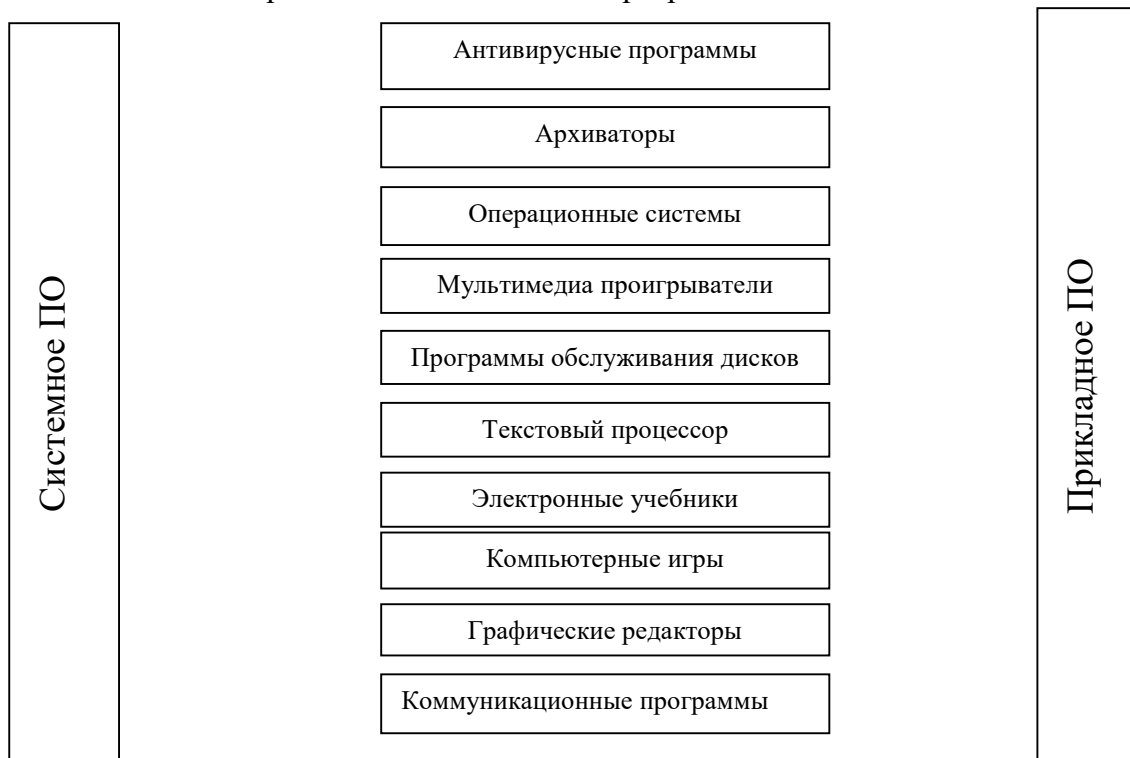 Системное ПО
Антивирусные программы
Архиваторы
Операционные системы
Мультимедиа проигрыватели
Программы обслуживания дисков
Текстовый процессор
Электронные учебники
Компьютерные игры
Графические редакторы
Коммуникационные программы
Прикладное ПО